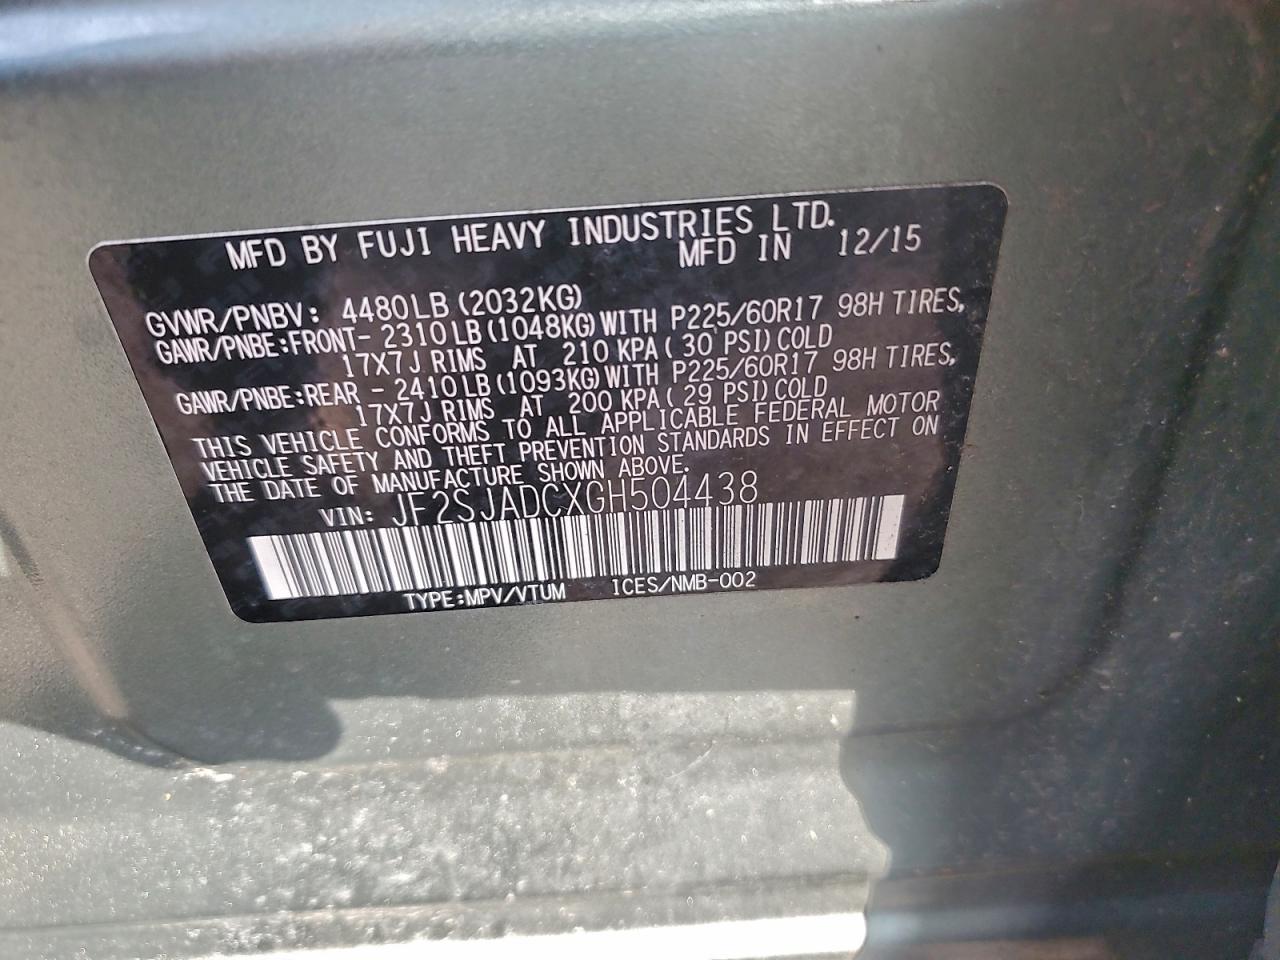 MFD BY FUJI HEAVY INDUSTRIES LTD.
MFD IN 12/15
GVWR/PNBV: 4480LB(2032KG)
GAWR/PNBE:FRONT- 2310LB(1048KG)WITH P225/60R17 98H TIRES,
17X7J RIMS AT 210 KPA( 30 PSI)COLD
GAWR/PNBE:REAR - 2410LB(1093KG)WITH P225/60R17 98H TIRES,
17X7J RIMS AT 200 KPA( 29 PSI)COLD
THIS VEHICLE CONFORMS TO ALL APPLICABLE FEDERAL MOTOR
VEHICLE SAFETY AND THEFT PREVENTION STANDARDS IN EFFECT ON
THE DATE OF MANUFACTURE SHOWN ABOVE.
VIN: JF2SJADCXGH504438
TYPE:MPV/VTUM ICES/NMB-002